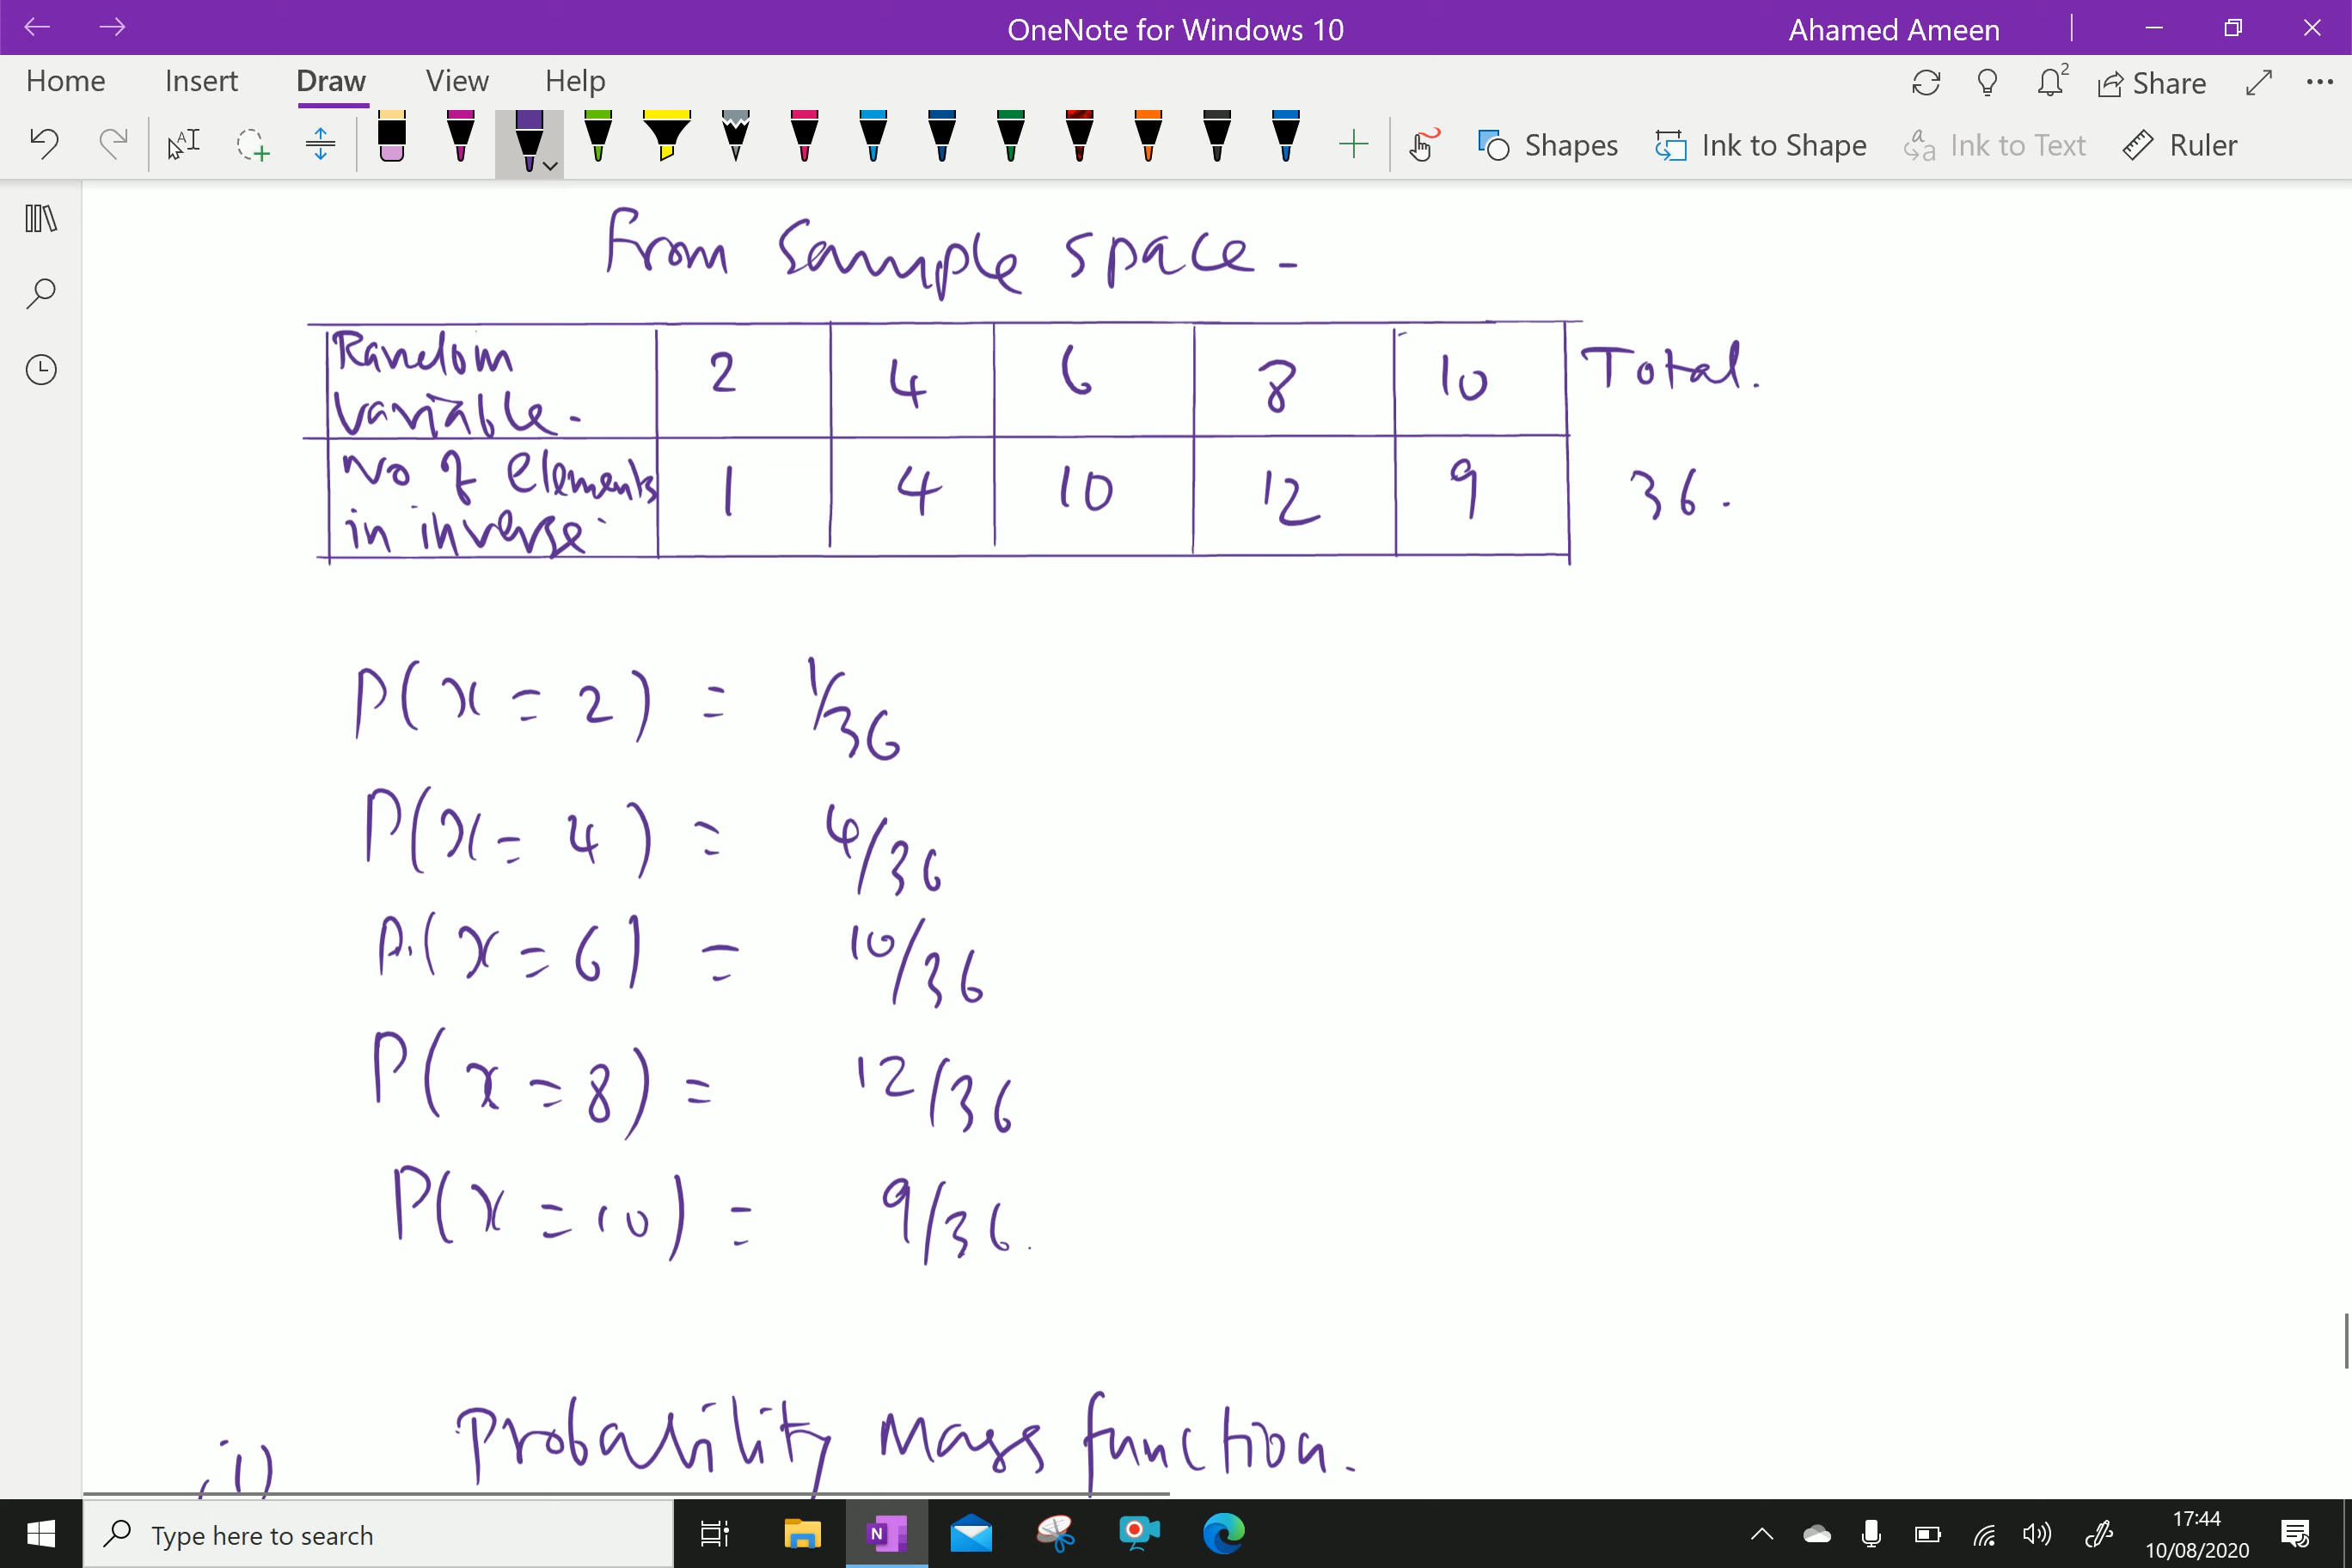 OneNote for Windows 10
Ahamed Ameen
Home Insert Draw View Help
2
Share
Shapes Ink to Shape Ink to Text Ruler
From Sample space -
Random variable. 2 4 6 8 10 Total.
No of elements in inverse 1 4 10 12 9 36.
P(x = 2) = 1/36
P(x = 4) = 4/36
P.(x = 6) = 10/36
P(x = 8) = 12/36
P(x = 10) = 9/36.
i) Probability Mass function.
Type here to search
17:44
10/08/2020